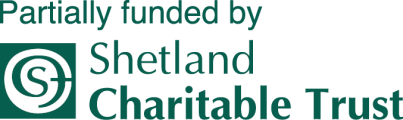 Partially funded by
Shetland
Charitable Trust